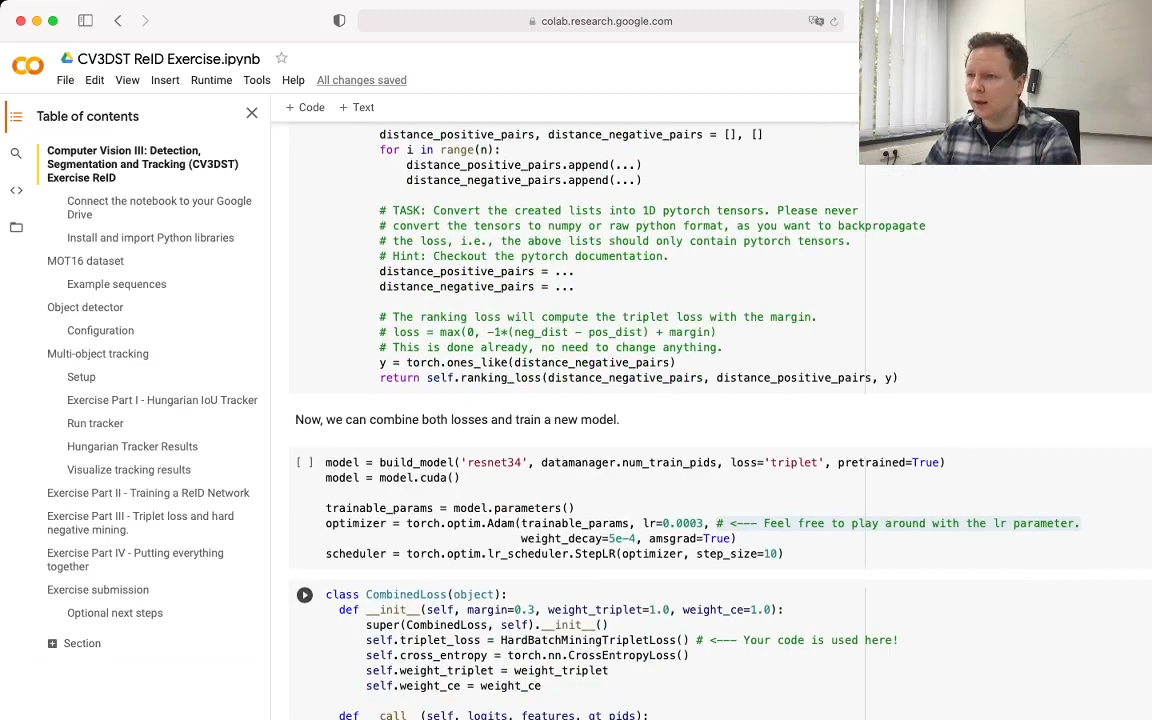 colab.research.google.com
CV3DST ReID Exercise.ipynb
File Edit View Insert Runtime Tools Help All changes saved
Table of contents
+ Code + Text
Computer Vision III: Detection,
Segmentation and Tracking (CV3DST)
Exercise ReID
Connect the notebook to your Google
Drive
Install and import Python libraries
MOT16 dataset
Example sequences
Object detector
Configuration
Multi-object tracking
Setup
Exercise Part I - Hungarian IoU Tracker
Run tracker
Hungarian Tracker Results
Visualize tracking results
Exercise Part II - Training a ReID Network
Exercise Part III - Triplet loss and hard
negative mining.
Exercise Part IV - Putting everything
together
Exercise submission
Optional next steps
Section
distance_positive_pairs, distance_negative_pairs = [], []
for i in range(n):
distance_positive_pairs.append(...)
distance_negative_pairs.append(...)
# TASK: Convert the created lists into 1D pytorch tensors. Please never
# convert the tensors to numpy or raw python format, as you want to backpropagate
# the loss, i.e., the above lists should only contain pytorch tensors.
# Hint: Checkout the pytorch documentation.
distance_positive_pairs = ...
distance_negative_pairs = ...
# The ranking loss will compute the triplet loss with the margin.
# loss = max(0, -1*(neg_dist - pos_dist) + margin)
# This is done already, no need to change anything.
y = torch.ones_like(distance_negative_pairs)
return self.ranking_loss(distance_negative_pairs, distance_positive_pairs, y)
Now, we can combine both losses and train a new model.
[ ] model = build_model('resnet34', datamanager.num_train_pids, loss='triplet', pretrained=True)
model = model.cuda()
trainable_params = model.parameters()
optimizer = torch.optim.Adam(trainable_params, lr=0.0003, # <--- Feel free to play around with the lr parameter.
weight_decay=5e-4, amsgrad=True)
scheduler = torch.optim.lr_scheduler.StepLR(optimizer, step_size=10)
class CombinedLoss(object):
def __init__(self, margin=0.3, weight_triplet=1.0, weight_ce=1.0):
super(CombinedLoss, self).__init__()
self.triplet_loss = HardBatchMiningTripletLoss() # <--- Your code is used here!
self.cross_entropy = torch.nn.CrossEntropyLoss()
self.weight_triplet = weight_triplet
self.weight_ce = weight_ce
def __call__(self, logits, features, gt_pids):